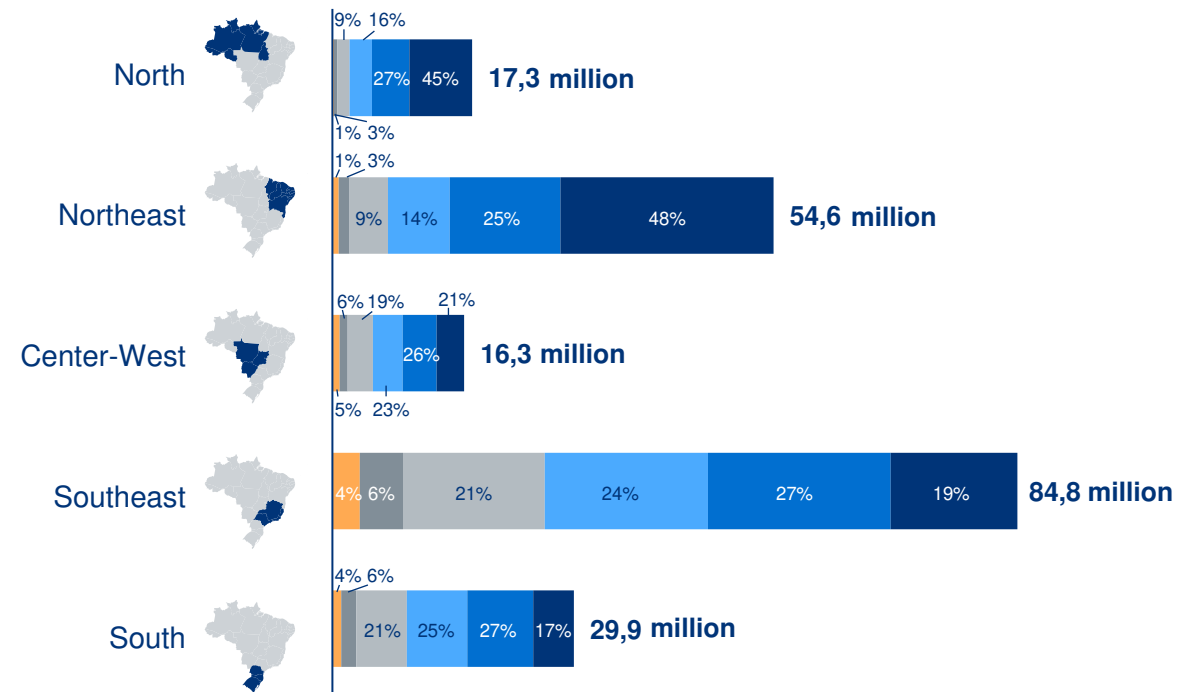 9% 16%
North
27% 45%
17,3 million
1% 3%
1% 3%
Northeast
9% 14% 25% 48%
54,6 million
6% 19% 21%
Center-West
26%
16,3 million
5% 23%
Southeast
4% 6% 21% 24% 27% 19%
84,8 million
4% 6%
South
21% 25% 27% 17%
29,9 million